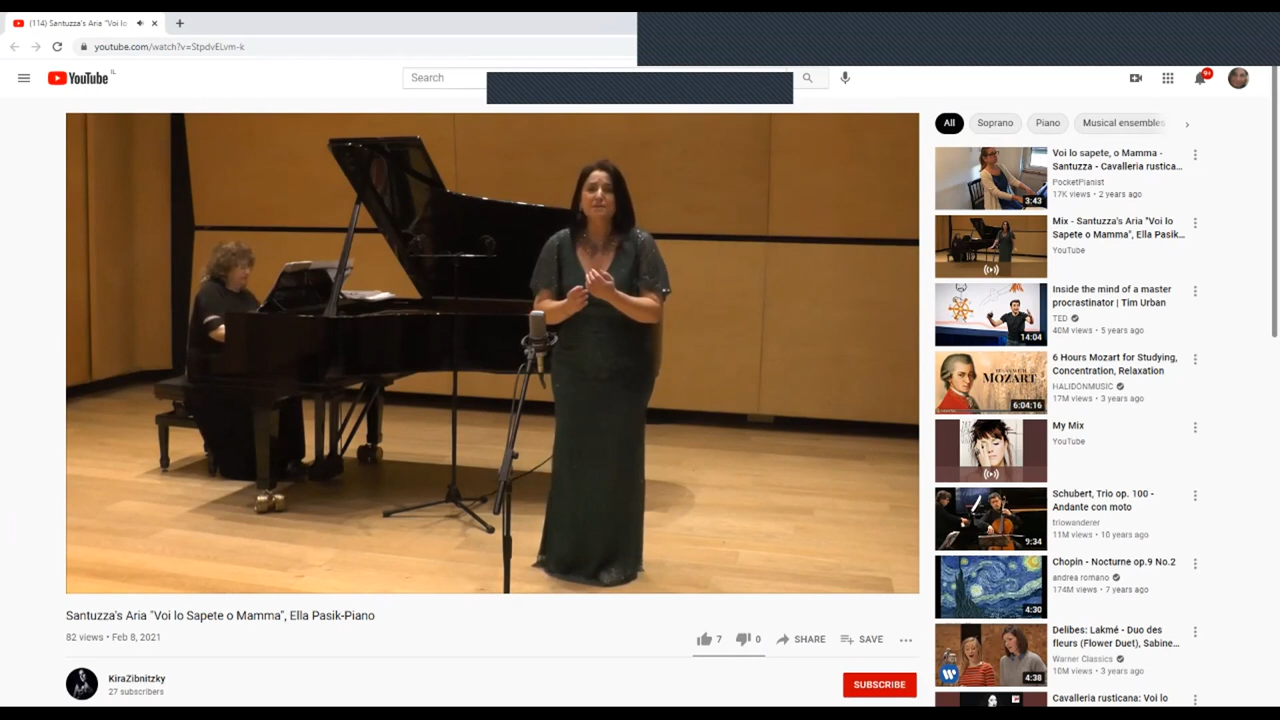 (114) Santuzza's Aria "Voi lo
youtube.com/watch?v=StpdvELvm-k
YouTube IL
Search
9+
All
Soprano
Piano
Musical ensembles
Voi lo sapete, o Mamma -
Santuzza - Cavalleria rustica...
PocketPianist
17K views • 2 years ago
3:43
Mix - Santuzza's Aria "Voi lo
Sapete o Mamma", Ella Pasik...
YouTube
Inside the mind of a master
procrastinator | Tim Urban
TED
40M views • 5 years ago
14:04
6 Hours Mozart for Studying,
Concentration, Relaxation
HALIDONMUSIC
17M views • 3 years ago
MOZART
6:04:16
My Mix
YouTube
Schubert, Trio op. 100 -
Andante con moto
triowanderer
11M views • 10 years ago
9:34
Chopin - Nocturne op.9 No.2
andrea romano
174M views • 7 years ago
4:30
Delibes: Lakmé - Duo des
fleurs (Flower Duet), Sabine...
Warner Classics
10M views • 3 years ago
4:38
Cavalleria rusticana: Voi lo
Santuzza's Aria "Voi lo Sapete o Mamma", Ella Pasik-Piano
82 views • Feb 8, 2021
7
0
SHARE
SAVE
KiraZibnitzky
27 subscribers
SUBSCRIBE